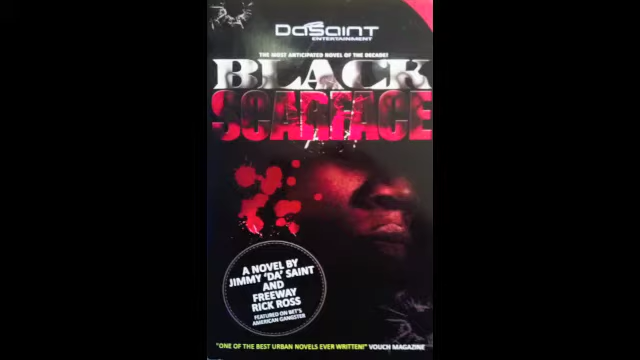 DaSaint
ENTERTAINMENT
THE MOST ANTICIPATED NOVEL OF THE DECADE!
BLACK
SCARFACE
A NOVEL BY
JIMMY 'DA' SAINT
AND
FREEWAY
RICK ROSS
FEATURED ON BET'S
AMERICAN GANGSTER
"ONE OF THE BEST URBAN NOVELS EVER WRITTEN!" VOUCH MAGAZINE